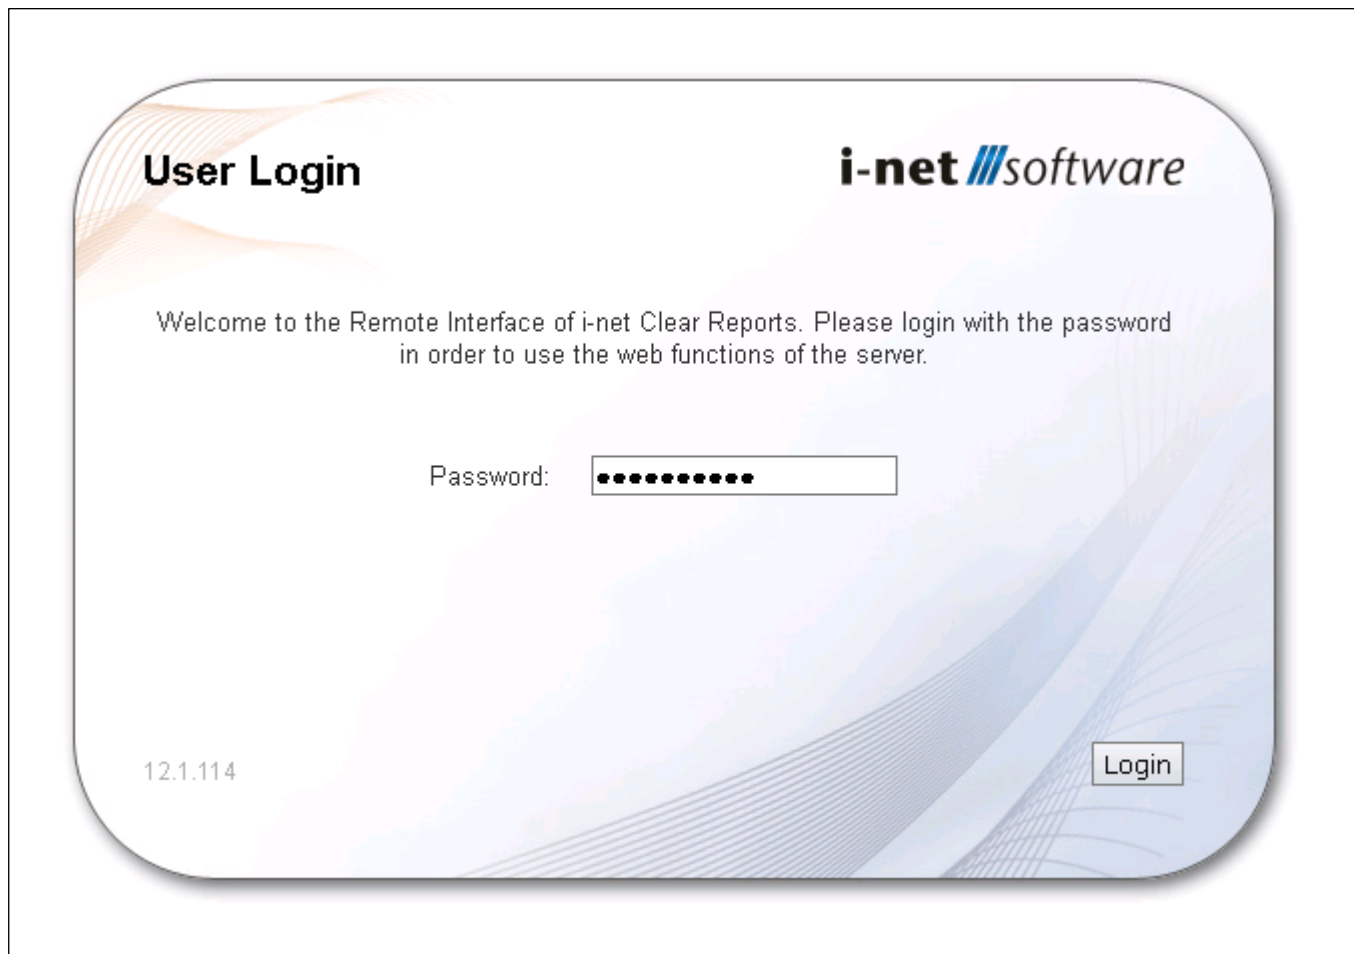 User Login
i-net software
Welcome to the Remote Interface of i-net Clear Reports. Please login with the password
in order to use the web functions of the server.
Password: ••••••••••
12.1.114
Login